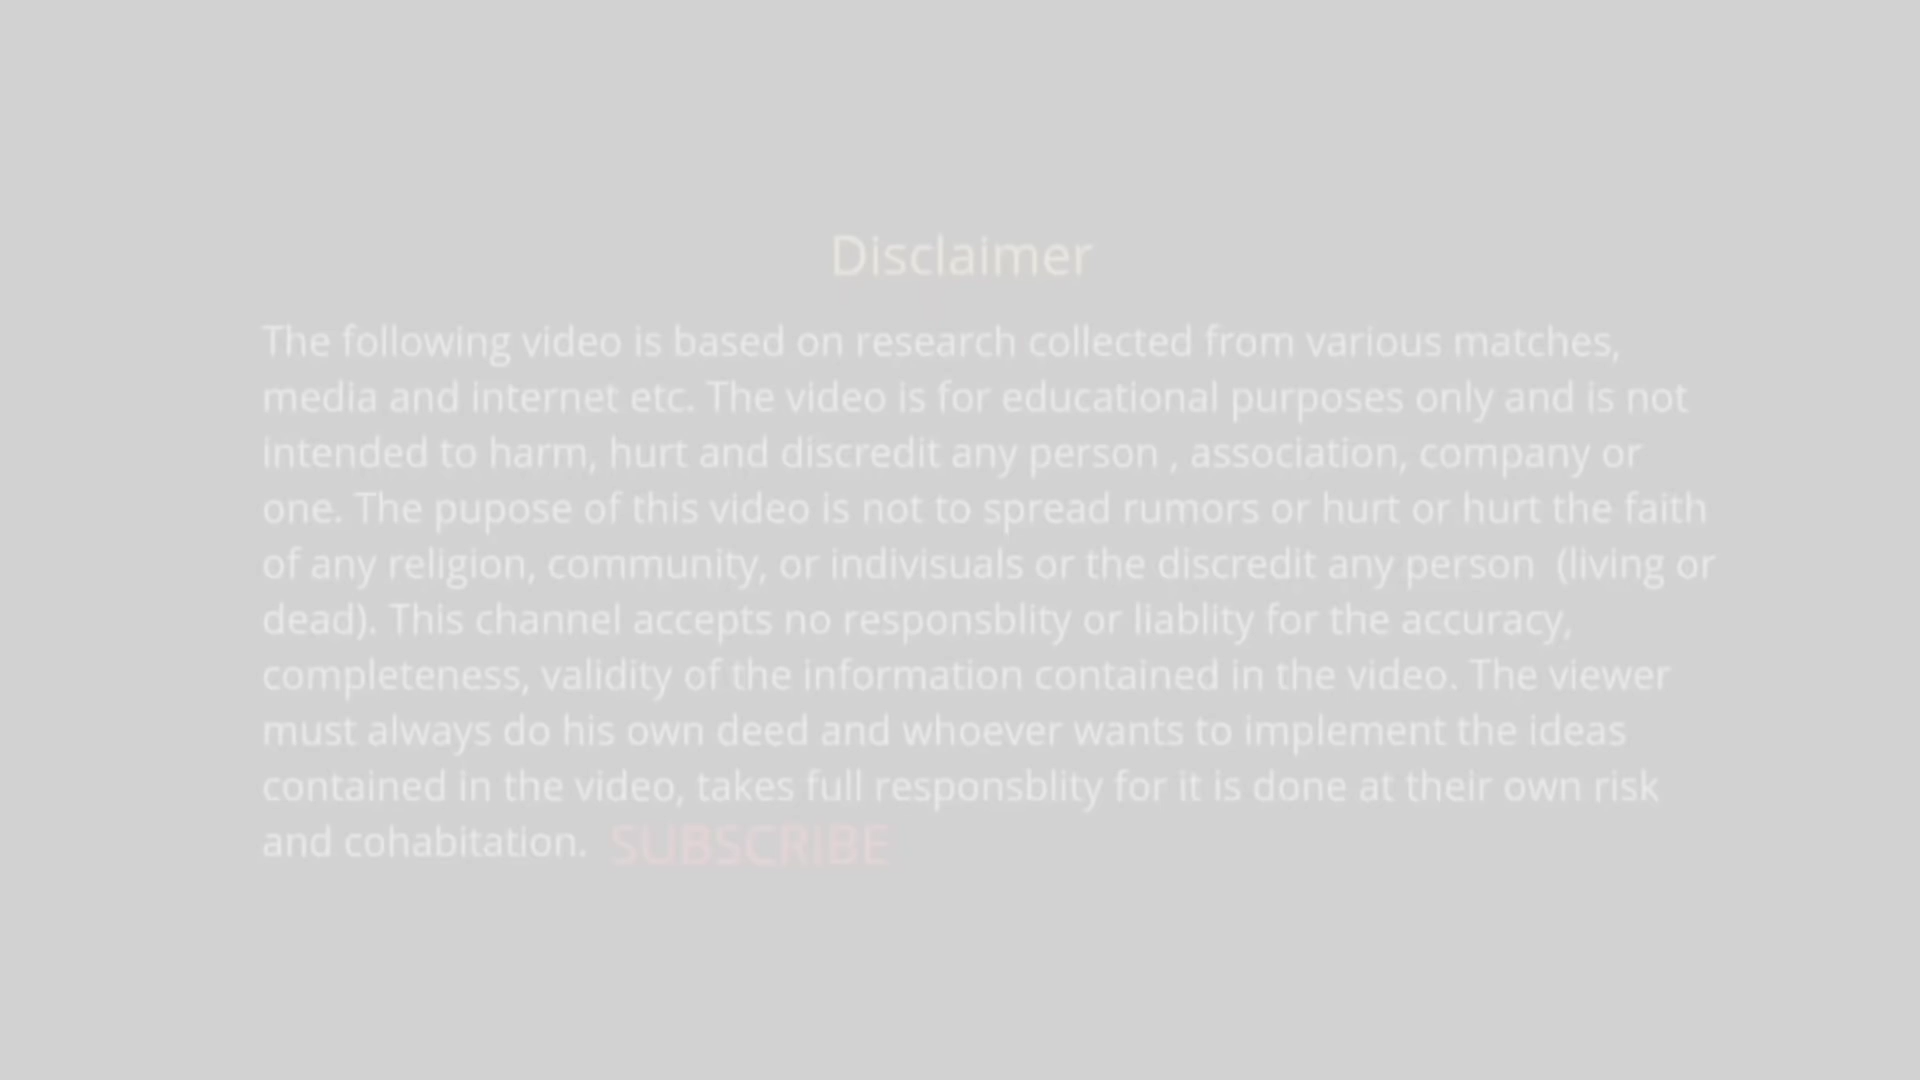 Disclaimer
The following video is based on research collected from various matches,
media and internet etc. The video is for educational purposes only and is not
intended to harm, hurt and discredit any person , association, company or
one. The pupose of this video is not to spread rumors or hurt or hurt the faith
of any religion, community, or indivisuals or the discredit any person  (living or
dead). This channel accepts no responsblity or liablity for the accuracy,
completeness, validity of the information contained in the video. The viewer
must always do his own deed and whoever wants to implement the ideas
contained in the video, takes full responsblity for it is done at their own risk
and cohabitation. SUBSCRIBE